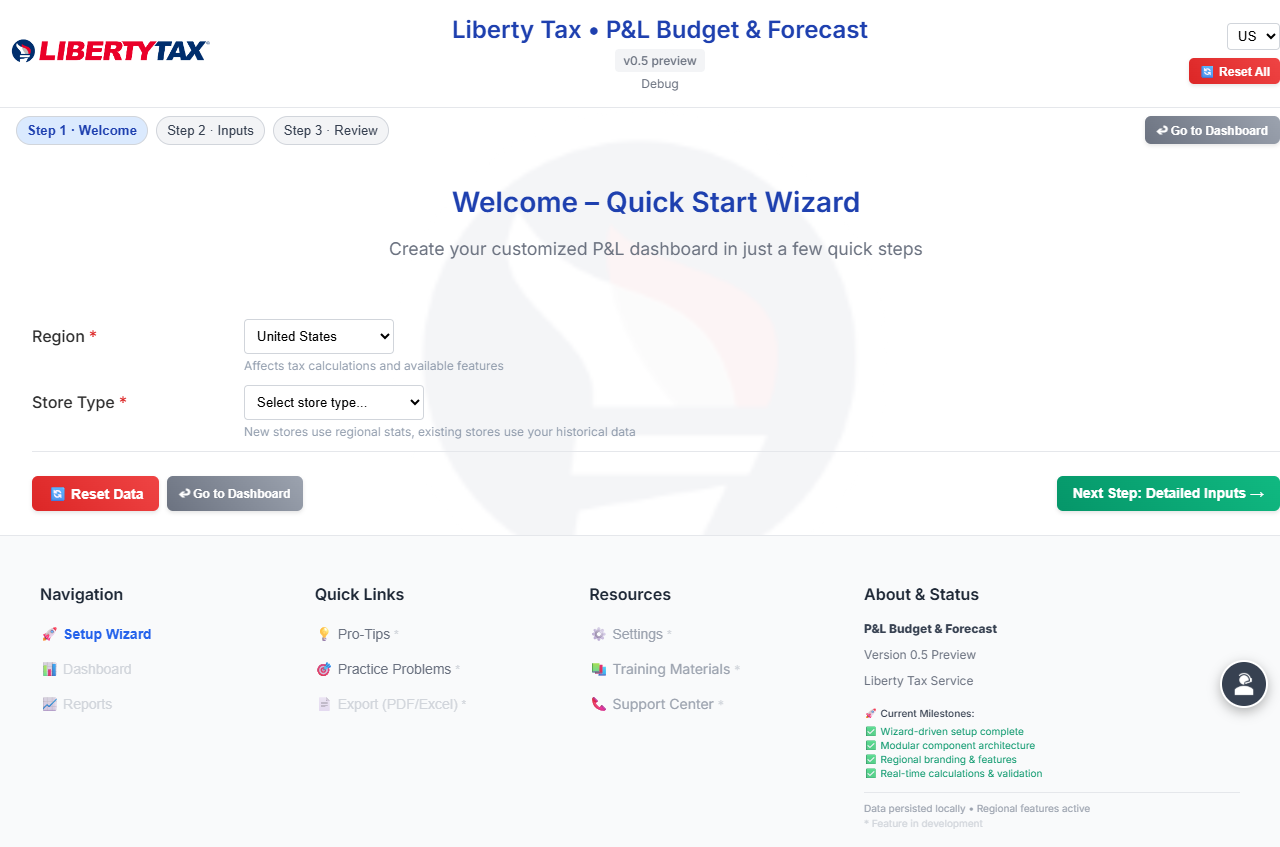 LIBERTYTAX
Liberty Tax • P&L Budget & Forecast
v0.5 preview
Debug
US
Reset All
Step 1 · Welcome
Step 2 · Inputs
Step 3 · Review
Go to Dashboard
Welcome – Quick Start Wizard
Create your customized P&L dashboard in just a few quick steps
Region *
United States
Affects tax calculations and available features
Store Type *
Select store type...
New stores use regional stats, existing stores use your historical data
Reset Data
Go to Dashboard
Next Step: Detailed Inputs →
Navigation
Setup Wizard
Dashboard
Reports
Quick Links
Pro-Tips *
Practice Problems *
Export (PDF/Excel) *
Resources
Settings *
Training Materials *
Support Center *
About & Status
P&L Budget & Forecast
Version 0.5 Preview
Liberty Tax Service
Current Milestones:
Wizard-driven setup complete
Modular component architecture
Regional branding & features
Real-time calculations & validation
Data persisted locally • Regional features active
* Feature in development